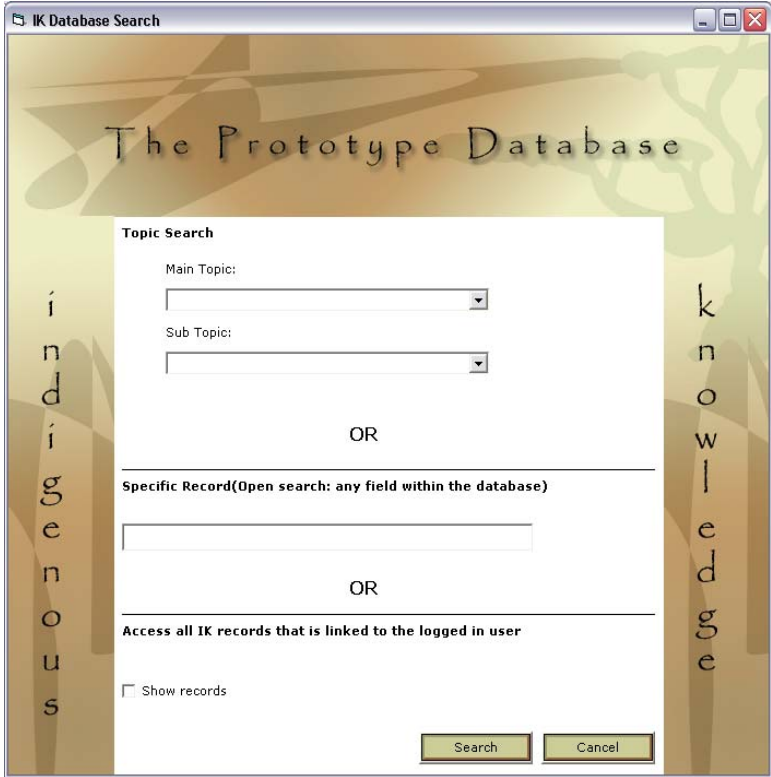 IK Database Search
The Prototype Database
indigenous
knowledge
Topic Search
Main Topic:
Sub Topic:
OR
Specific Record(Open search: any field within the database)
OR
Access all IK records that is linked to the logged in user
Show records
Search
Cancel